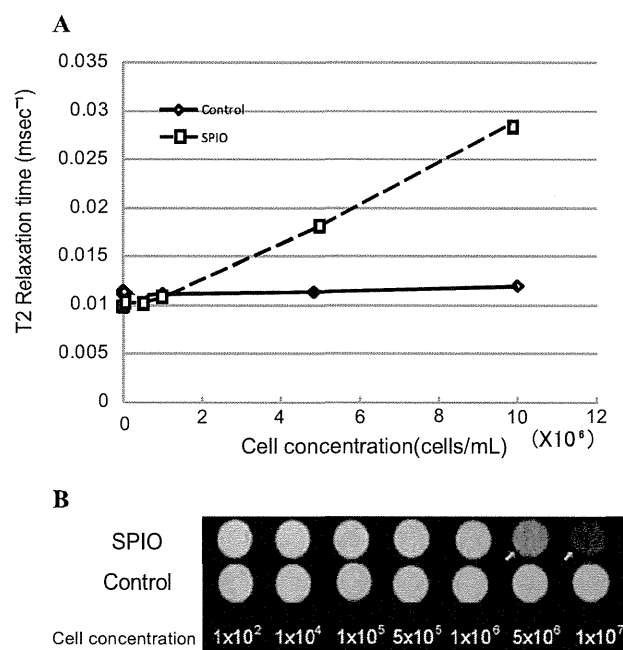 A
T2 Relaxation time (msec⁻¹)
0.035
0.03
0.025
0.02
0.015
0.01
0.005
0
Control
SPIO
0 2 4 6 8 10 12
Cell concentration(cells/mL) (X10⁶)
B
SPIO
Control
Cell concentration 1x10² 1x10⁴ 1x10⁵ 5x10⁵ 1x10⁶ 5x10⁶ 1x10⁷